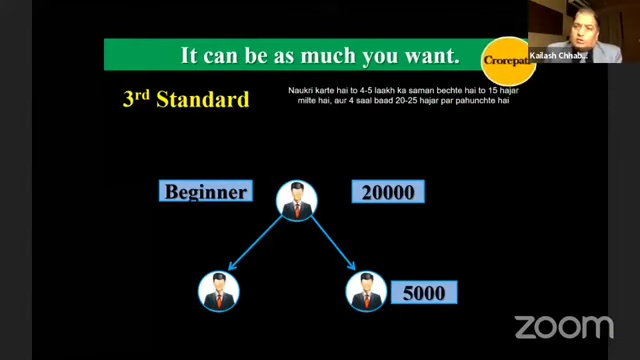 It can be as much you want.
Crorepati
Kailash Chhab...
3rd Standard
Naukri karte hai to 4-5 laakh ka saman bechte hai to 15 hajar
milte hai, aur 4 saal baad 20-25 hajar par pahunchte hai
Beginner
20000
5000
zoom